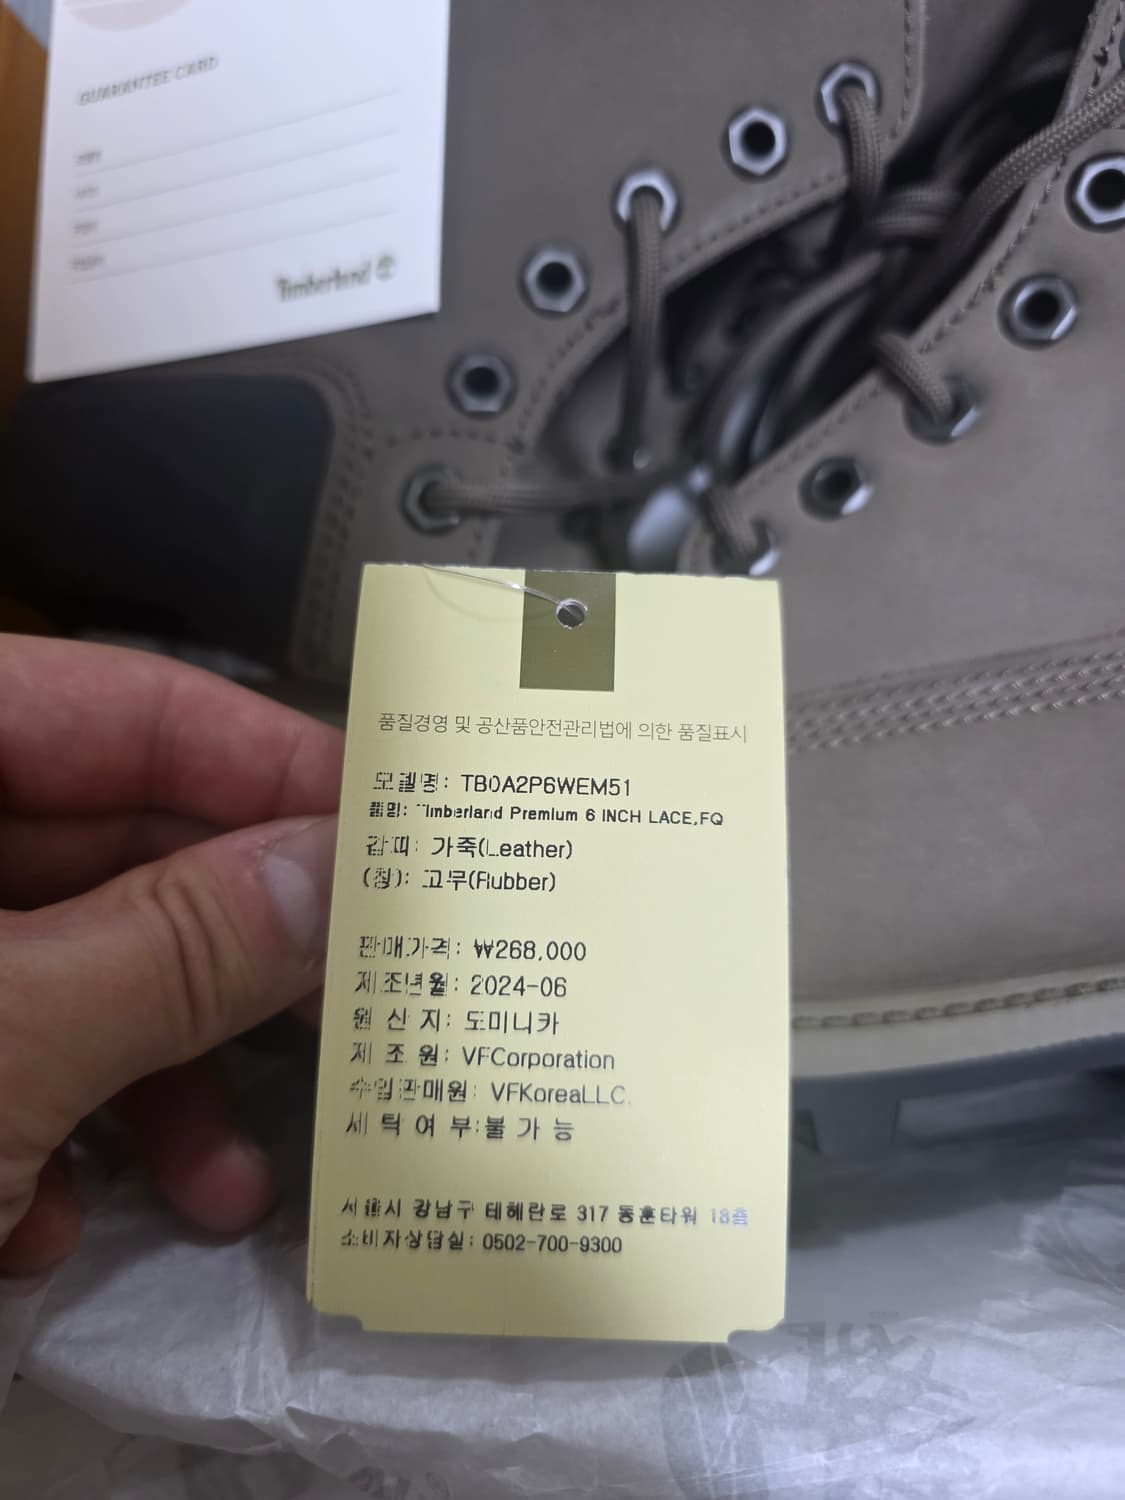 GUARANTEE CARD
Timberland
품질경영 및 공산품안전관리법에 의한 품질표시
모델명: TB0A2P6WEM51
품명: Timberland Premium 6 INCH LACE,FQ
겉피: 가죽(Leather)
(창): 고무(Rubber)
판매가격: ₩268,000
제조년월: 2024-06
원 산 지: 도미니카
제 조 원: VFCorporation
수입판매원: VFKoreaLLC.
세 탁 여 부:불 가 능
서울시 강남구 테헤란로 317 동훈타워 18층
소비자상담실: 0502-700-9300